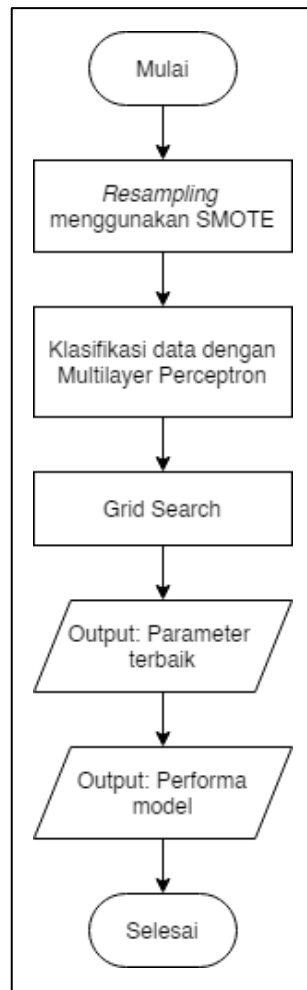 Mulai
Resampling
menggunakan SMOTE
Klasifikasi data dengan
Multilayer Perceptron
Grid Search
Output: Parameter
terbaik
Output: Performa
model
Selesai